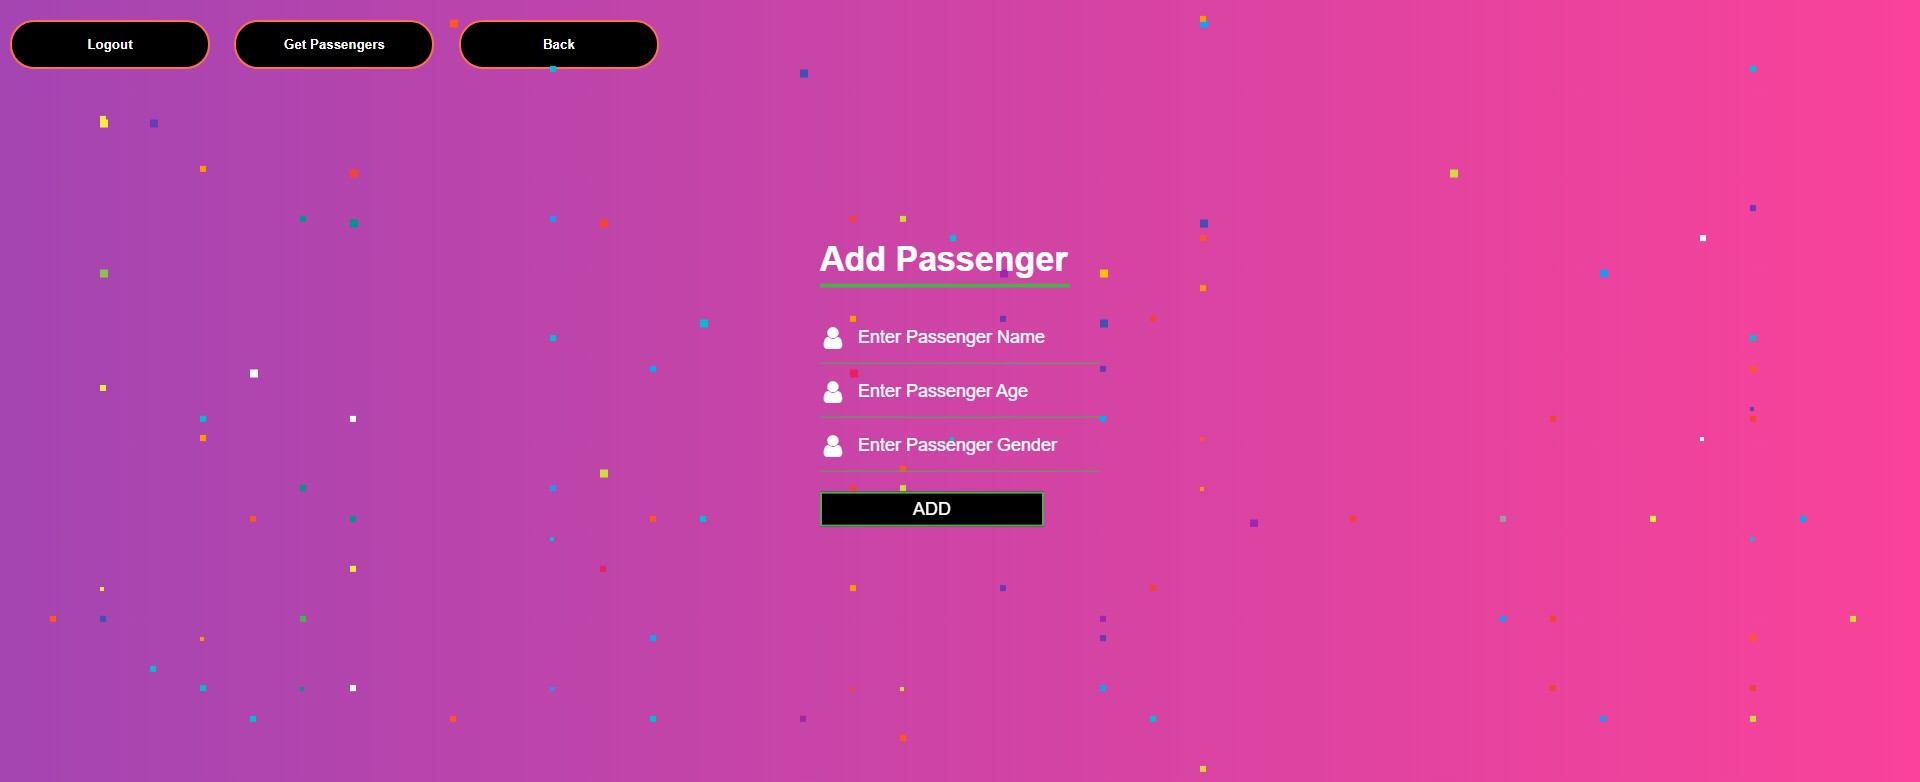 Logout
Get Passengers
Back
Add Passenger
Enter Passenger Name
Enter Passenger Age
Enter Passenger Gender
ADD